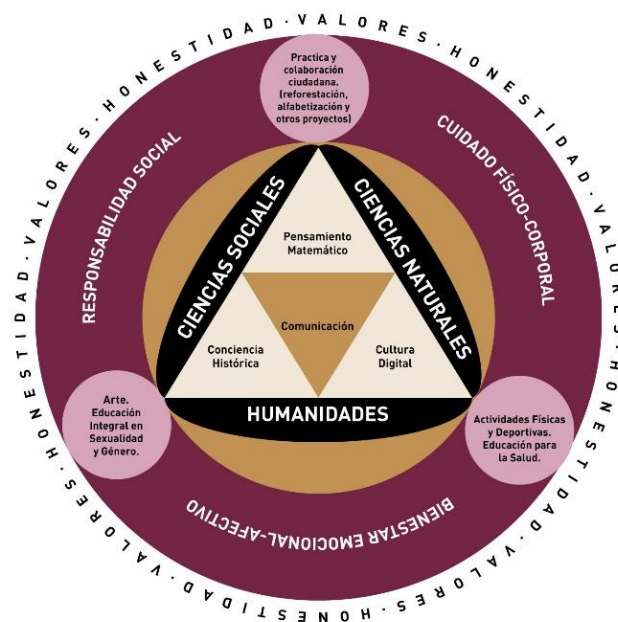 VALORES · HONESTIDAD · VALORES · HONESTIDAD · VALORES · HONESTIDAD · VALORES · HONESTIDAD · VALORES · HONESTIDAD ·
Practica y
colaboración
ciudadana.
(reforestación,
alfabetización y
otros proyectos)
RESPONSABILIDAD SOCIAL
CUIDADO FÍSICO-CORPORAL
CIENCIAS SOCIALES
CIENCIAS NATURALES
Pensamiento
Matemático
Comunicación
Conciencia
Histórica
Cultura
Digital
HUMANIDADES
Arte.
Educación
Integral en
Sexualidad
y Género.
Actividades Físicas
y Deportivas.
Educación para
la Salud.
BIENESTAR EMOCIONAL-AFECTIVO